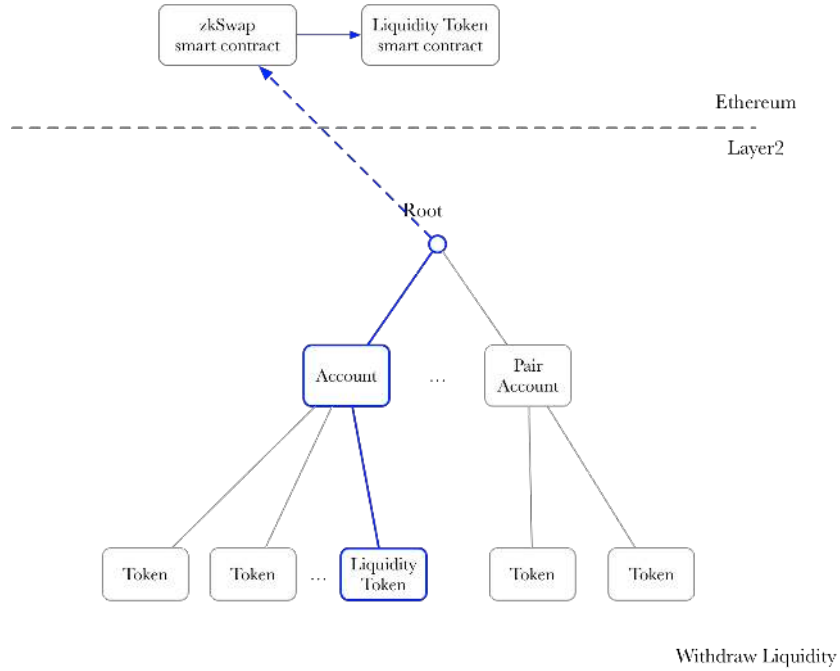 zkSwap
smart contract
Liquidity Token
smart contract
Ethereum
Layer2
Root
Account
...
Pair
Account
Token
Token
...
Liquidity
Token
Token
Token
Withdraw Liquidity